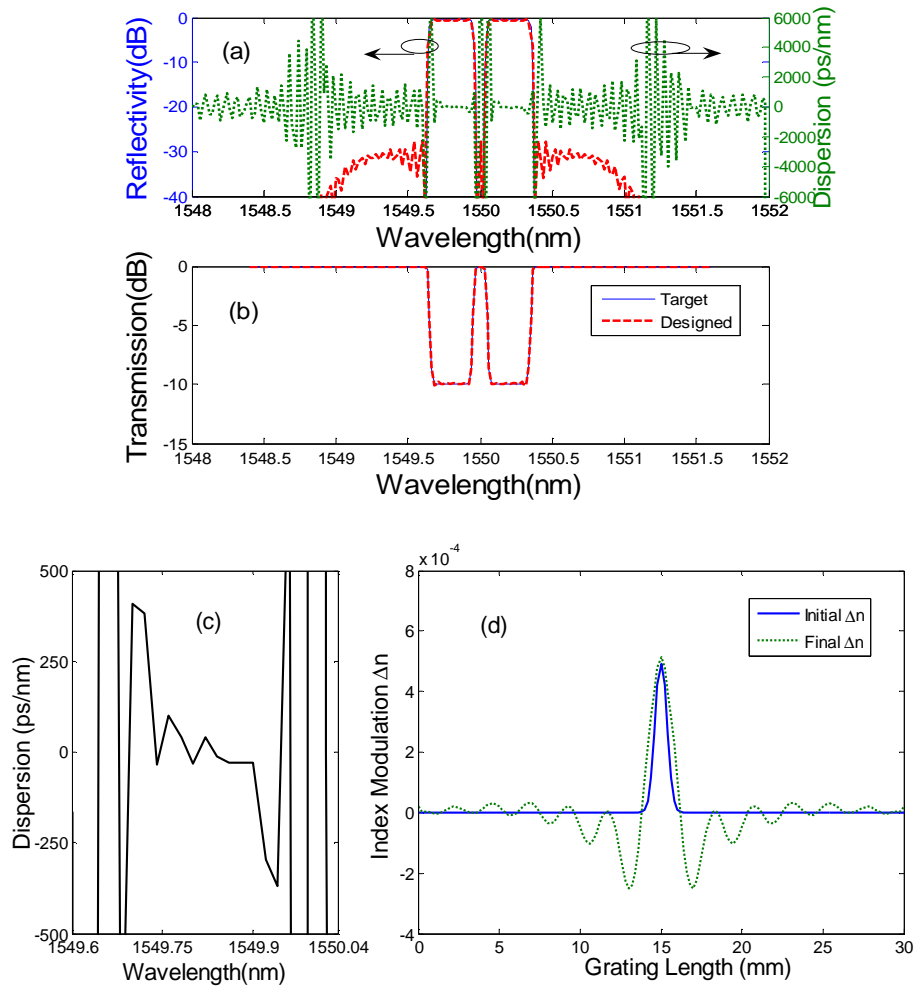 (a)
Reflectivity(dB)
0
-10
-20
-30
-40
6000
4000
2000
0
-2000
-4000
6000
Dispersion (ps/nm)
1548 1548.5 1549 1549.5 1550 1550.5 1551 1551.5 1552
Wavelength(nm)
(b)
Transmission(dB)
0
-5
-10
-15
Target
Designed
1548 1548.5 1549 1549.5 1550 1550.5 1551 1551.5 1552
Wavelength(nm)
(c)
Dispersion (ps/nm)
500
250
0
-250
-500
1549.6 1549.75 1549.9 1550.04
Wavelength(nm)
x 10-4
(d)
Index Modulation Δn
8
6
4
2
0
-2
-4
Initial Δn
Final Δn
0 5 10 15 20 25 30
Grating Length (mm)